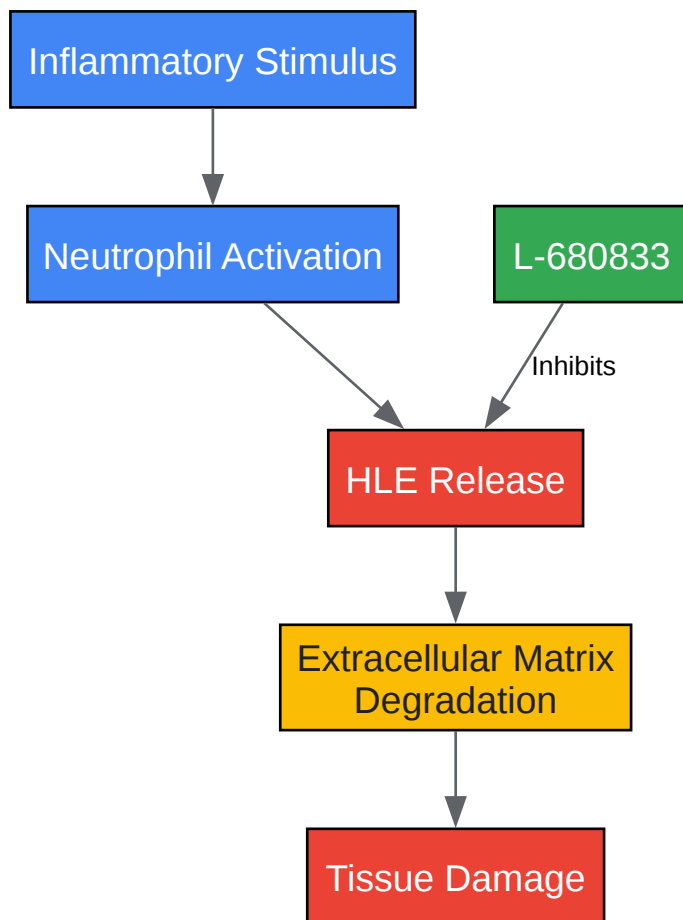 Inflammatory Stimulus
Neutrophil Activation
L-680833
Inhibits
HLE Release
Extracellular Matrix
Degradation
Tissue Damage